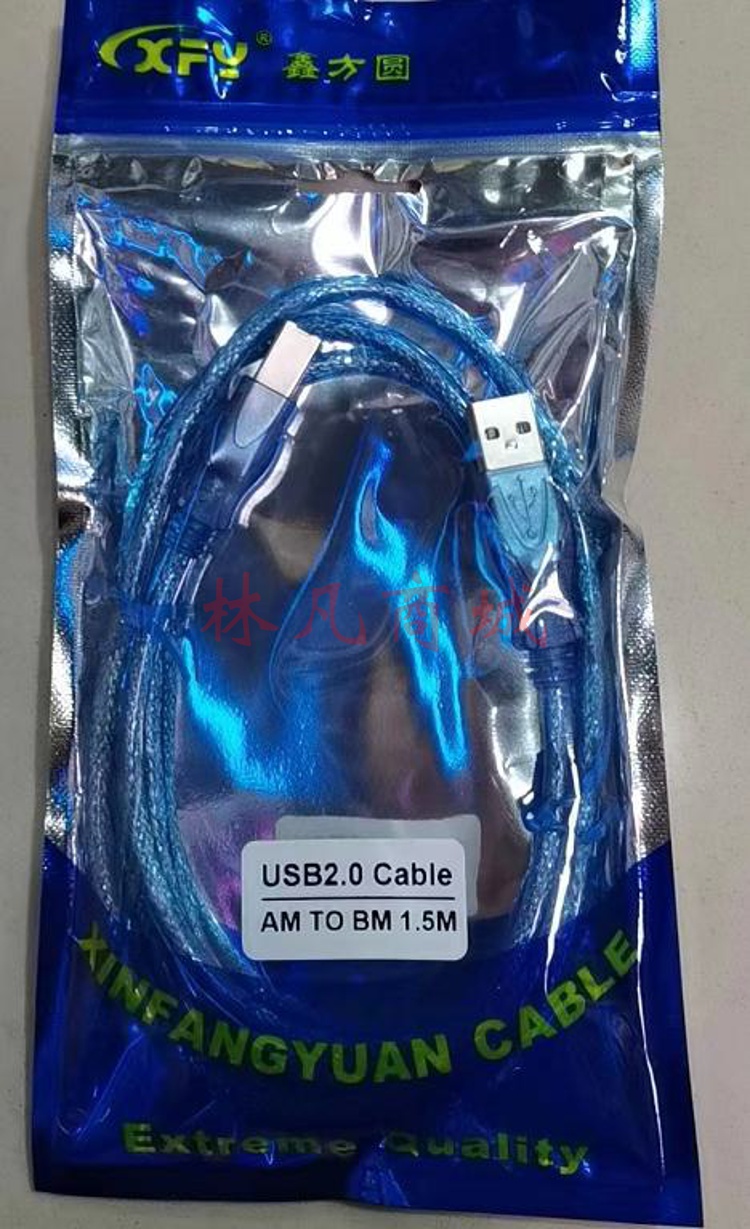 XFY® 鑫方圆
林凡商城
USB2.0 Cable
AM TO BM 1.5M
XINFANGYUAN CABLE
Extreme Quality